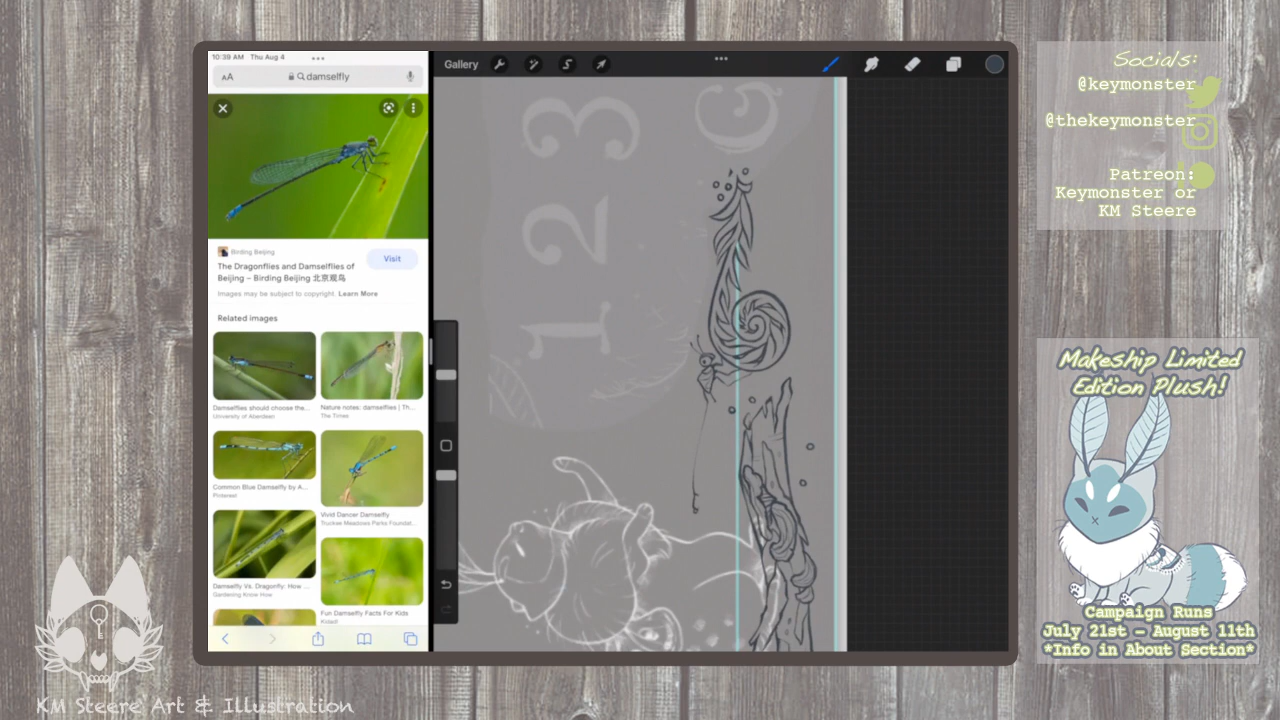 10:39 AM Thu Aug 4
AA
damselfly
Birding Beijing
The Dragonflies and Damselflies of
Beijing – Birding Beijing 北京观鸟
Visit
Images may be subject to copyright. Learn More
Related images
Damselflies should choose the...
University of Aberdeen
Nature notes: damselflies | Th...
The Times
Common Blue Damselfly by A...
Pinterest
Vivid Dancer Damselfly
Truckee Meadows Parks Foundat...
Damselfly Vs. Dragonfly: How ...
Gardening Know How
Fun Damselfly Facts For Kids
Kidadl
Gallery
1 2 3
Socials:
@keymonster
@thekeymonster
Patreon:
Keymonster or
KM Steere
Makeship Limited
Edition Plush!
Campaign Runs
July 21st - August 11th
*Info in About Section*
KM Steere Art & Illustration